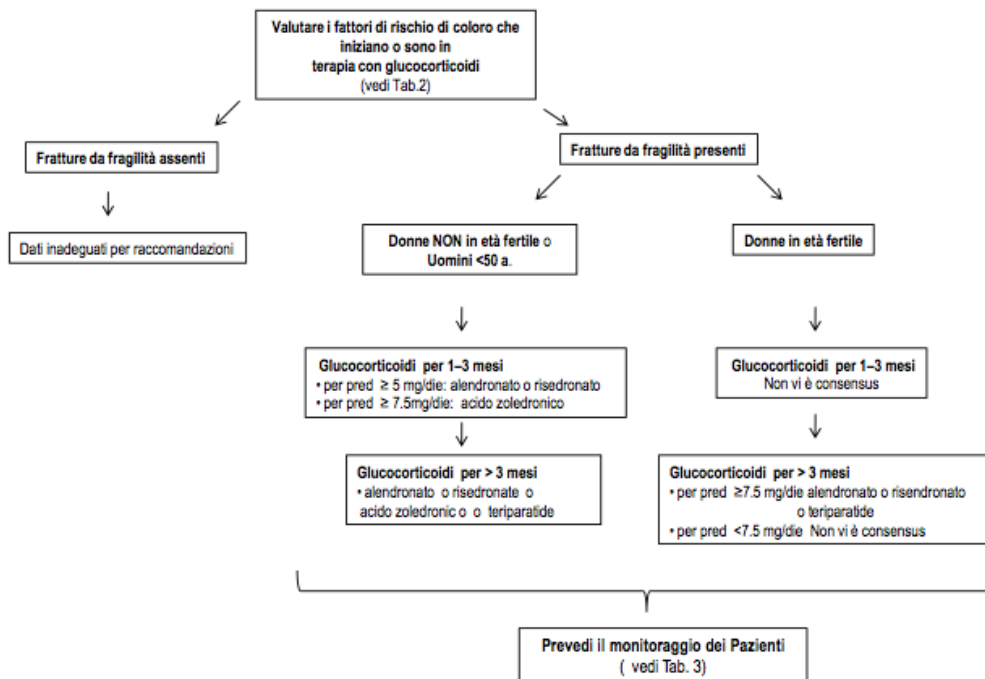 Valutare i fattori di rischio di coloro che
iniziano o sono in
terapia con glucocorticoidi
(vedi Tab.2)
Fratture da fragilità assenti
Fratture da fragilità presenti
Dati inadeguati per raccomandazioni
Donne NON in età fertile o
Uomini <50 a.
Donne in età fertile
Glucocorticoidi per 1–3 mesi
• per pred ≥ 5 mg/die: alendronato o risedronato
• per pred ≥ 7.5mg/die: acido zoledronico
Glucocorticoidi per 1–3 mesi
Non vi è consensus
Glucocorticoidi per > 3 mesi
• alendronato o risedronate o
acido zoledronic o o teriparatide
Glucocorticoidi per > 3 mesi
• per pred ≥7.5 mg/die alendronato o risendronato
o teriparatide
• per pred <7.5 mg/die Non vi è consensus
Prevedi il monitoraggio dei Pazienti
( vedi Tab. 3)